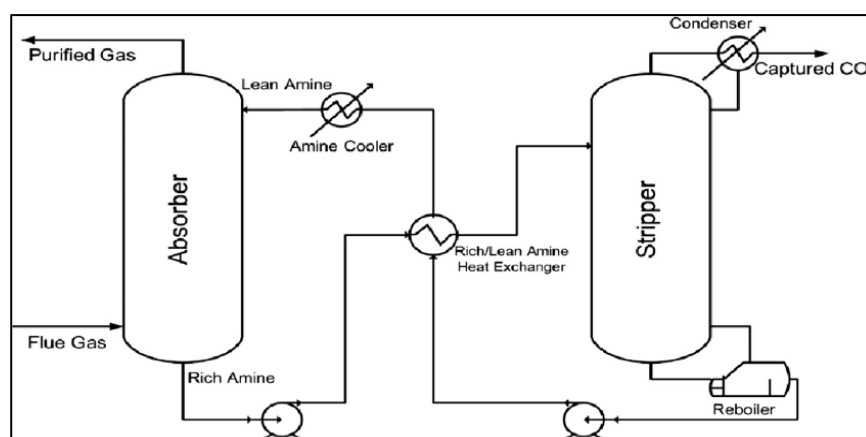 Condenser
Purified Gas
Captured CO
Lean Amine
Amine Cooler
Absorber
Stripper
Rich/Lean Amine
Heat Exchanger
Flue Gas
Rich Amine
Reboiler